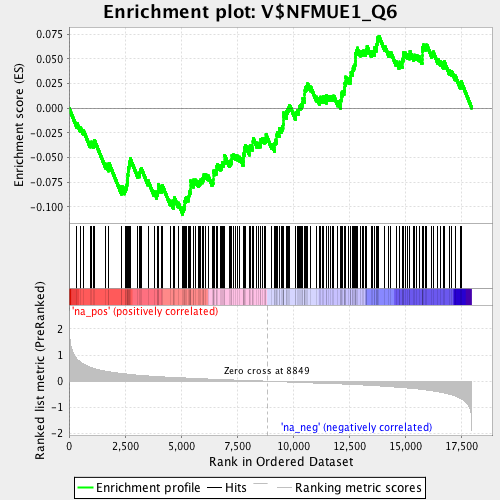 Enrichment plot: V$NFMUE1_Q6
Enrichment score (ES)
0.075
0.050
0.025
0.000
-0.025
-0.050
-0.075
-0.100
'na_pos' (positively correlated)
Ranked list metric (PreRanked)
2
1
0
-1
-2
Zero cross at 8849
'na_neg' (negatively correlated)
0
2,500
5,000
7,500
10,000
12,500
15,000
17,500
Rank in Ordered Dataset
Enrichment profile
Hits
Ranking metric scores